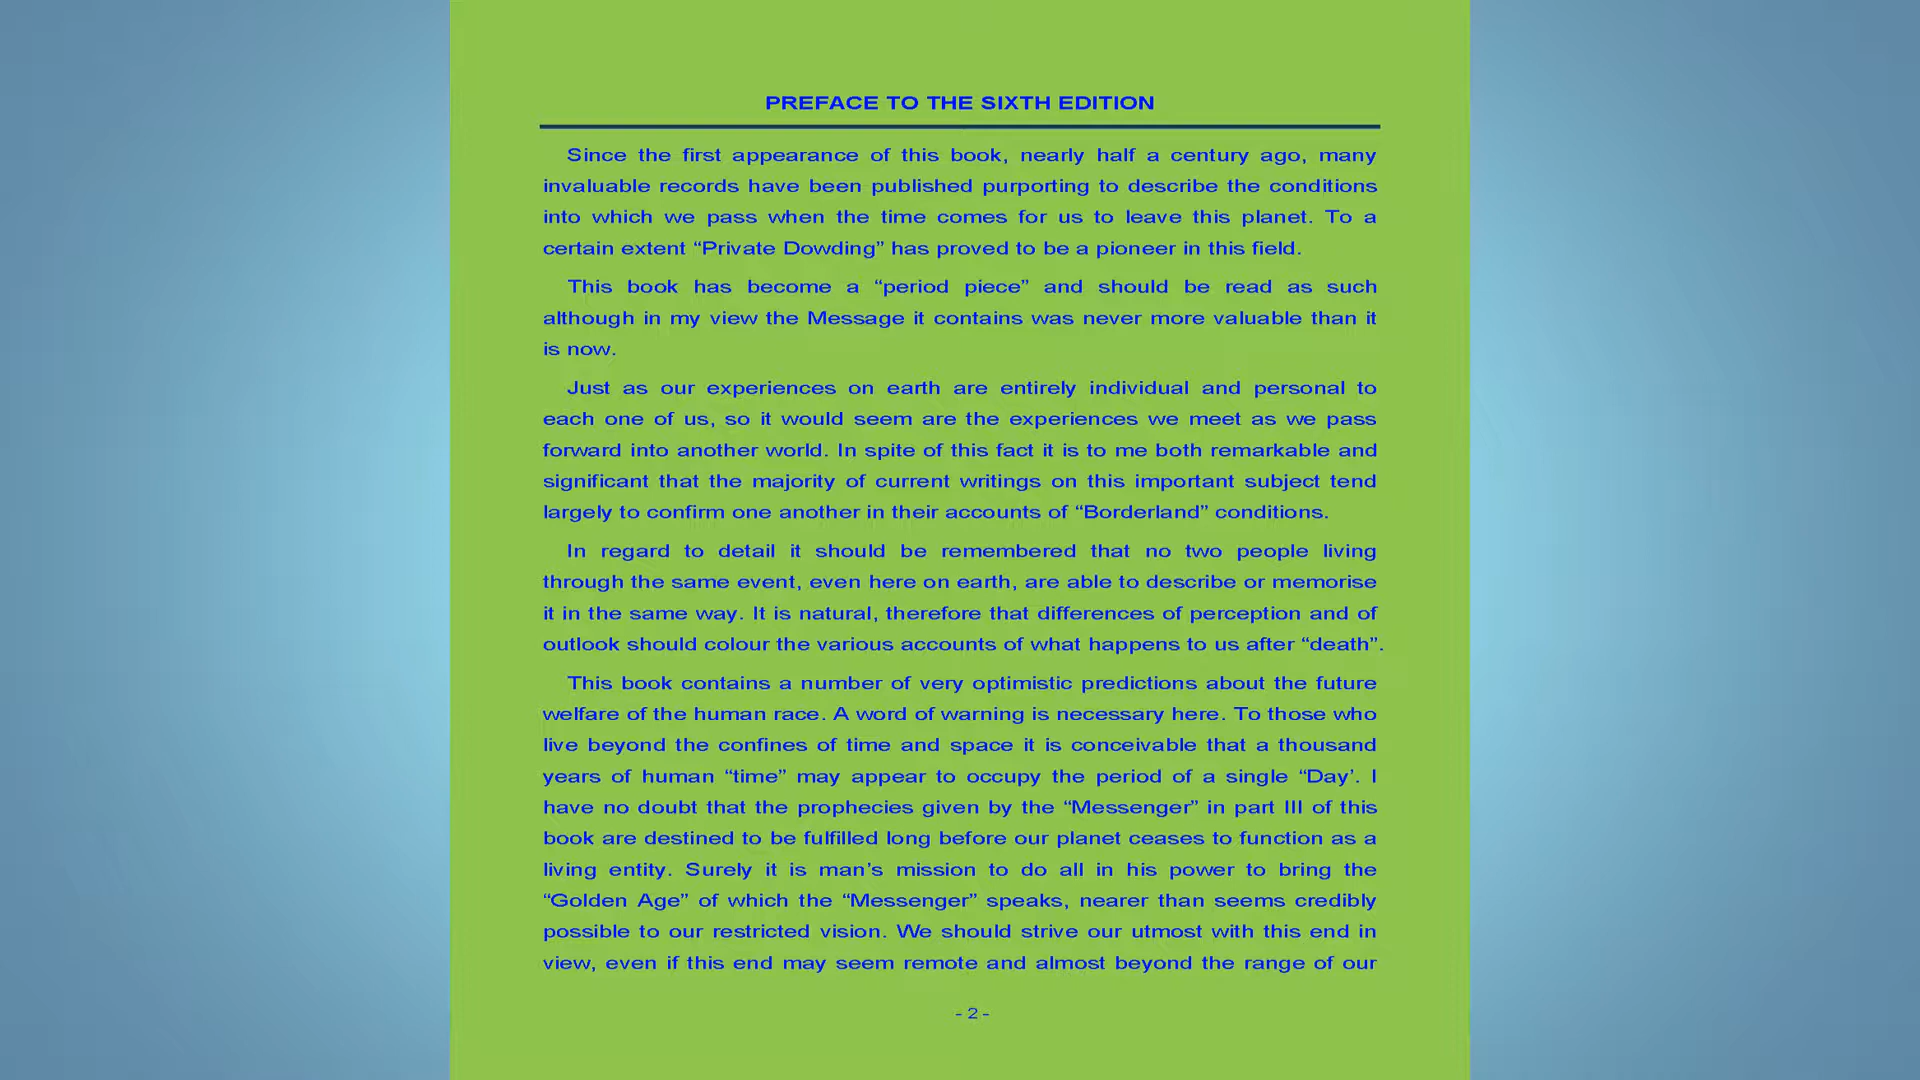 PREFACE TO THE SIXTH EDITION
Since the first appearance of this book, nearly half a century ago, many
invaluable records have been published purporting to describe the conditions
into which we pass when the time comes for us to leave this planet. To a
certain extent “Private Dowding” has proved to be a pioneer in this field.
This book has become a “period piece” and should be read as such
although in my view the Message it contains was never more valuable than it
is now.
Just as our experiences on earth are entirely individual and personal to
each one of us, so it would seem are the experiences we meet as we pass
forward into another world. In spite of this fact it is to me both remarkable and
significant that the majority of current writings on this important subject tend
largely to confirm one another in their accounts of “Borderland” conditions.
In regard to detail it should be remembered that no two people living
through the same event, even here on earth, are able to describe or memorise
it in the same way. It is natural, therefore that differences of perception and of
outlook should colour the various accounts of what happens to us after “death”.
This book contains a number of very optimistic predictions about the future
welfare of the human race. A word of warning is necessary here. To those who
live beyond the confines of time and space it is conceivable that a thousand
years of human “time” may appear to occupy the period of a single “Day’. I
have no doubt that the prophecies given by the “Messenger” in part III of this
book are destined to be fulfilled long before our planet ceases to function as a
living entity. Surely it is man’s mission to do all in his power to bring the
“Golden Age” of which the “Messenger” speaks, nearer than seems credibly
possible to our restricted vision. We should strive our utmost with this end in
view, even if this end may seem remote and almost beyond the range of our
- 2 -